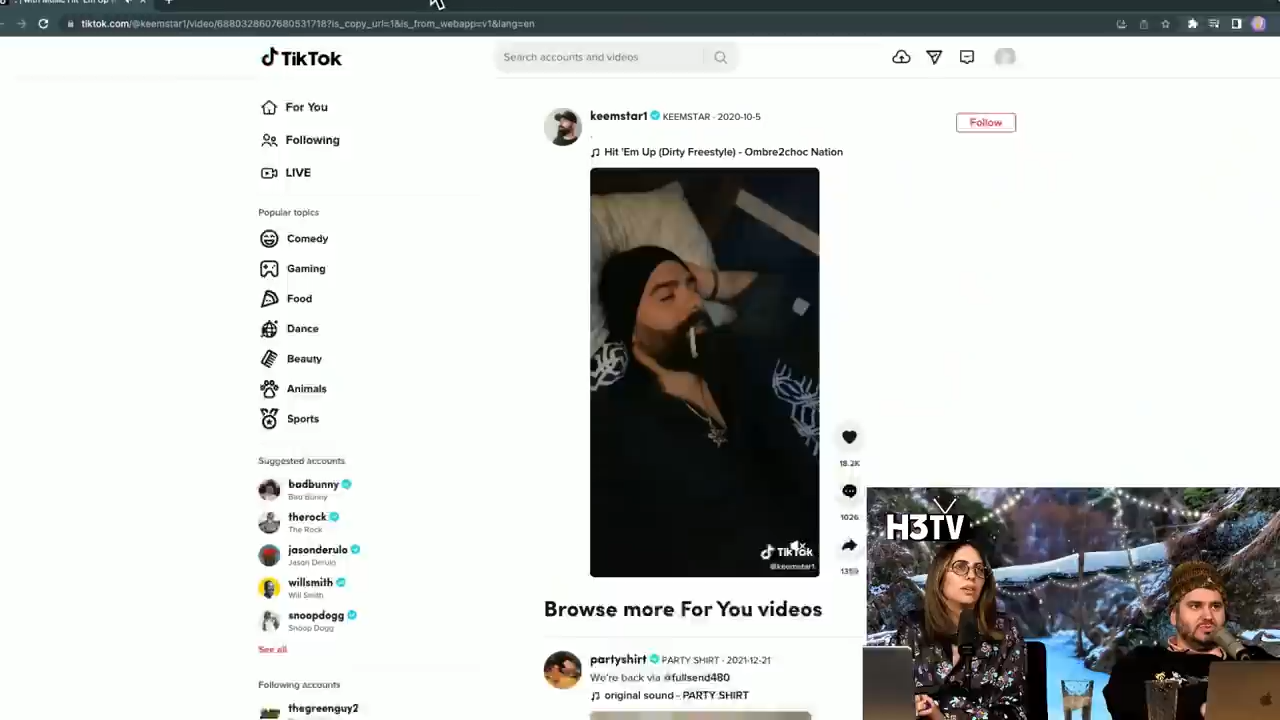 tiktok.com/@keemstar1/video/6880328607680531718?is_copy_url=1&is_from_webapp=v1&lang=en
TikTok
Search accounts and videos
For You
Following
LIVE
Popular topics
Comedy
Gaming
Food
Dance
Beauty
Animals
Sports
Suggested accounts
badbunny
Bad Bunny
therock
The Rock
jasonderulo
Jason Derulo
willsmith
Will Smith
snoopdogg
Snoop Dogg
See all
Following accounts
thegreenguy2
keemstar1 KEEMSTAR · 2020-10-5
.
Hit 'Em Up (Dirty Freestyle) - Ombre2choc Nation
Follow
TikTok
@keemstar1
18.2K
1026
Browse more For You videos
partyshirt PARTY SHIRT · 2021-12-21
We're back via @fullsend480
original sound - PARTY SHIRT
H3TV